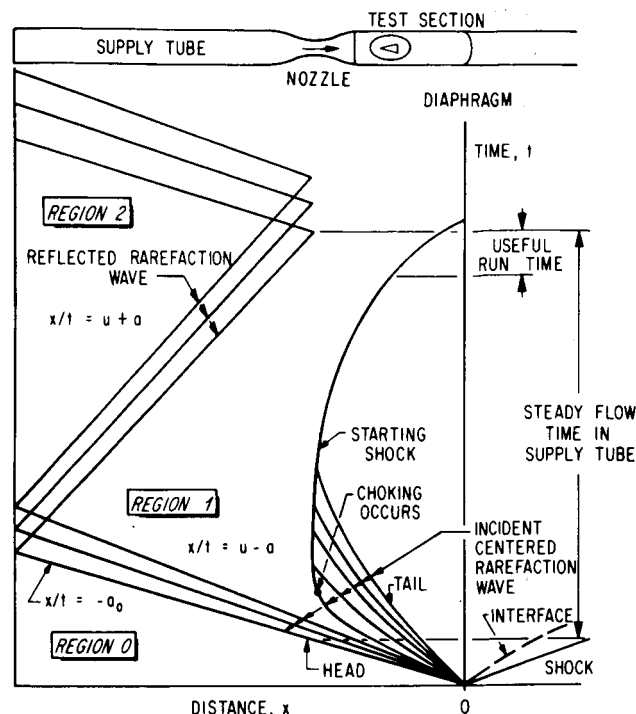 TEST SECTION
SUPPLY TUBE
NOZZLE
DIAPHRAGM
TIME, t
REGION 2
REFLECTED RAREFACTION
WAVE
x/t = u + a
USEFUL
RUN TIME
STEADY FLOW
TIME IN
SUPPLY TUBE
STARTING
SHOCK
REGION 1
CHOKING
OCCURS
x/t = u - a
INCIDENT
CENTERED
RAREFACTION
WAVE
TAIL
x/t = -a₀
INTERFACE
REGION 0
HEAD
SHOCK
DISTANCE, x
0